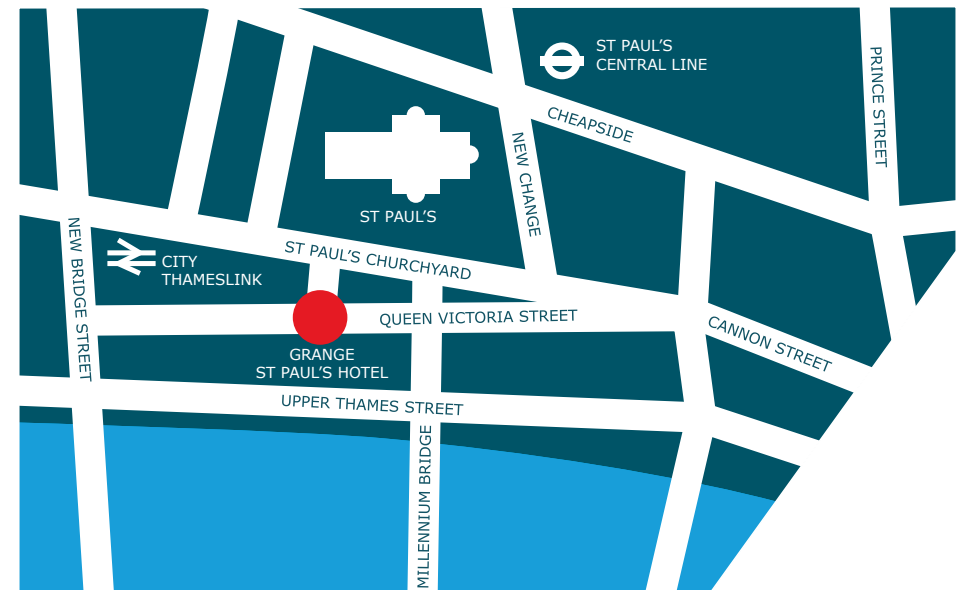 ST PAUL'S
CENTRAL LINE
PRINCE STREET
CHEAPSIDE
NEW CHANGE
ST PAUL'S
NEW BRIDGE STREET
CITY
THAMESLINK
ST PAUL'S CHURCHYARD
QUEEN VICTORIA STREET
CANNON STREET
GRANGE
ST PAUL'S HOTEL
UPPER THAMES STREET
MILLENNIUM BRIDGE